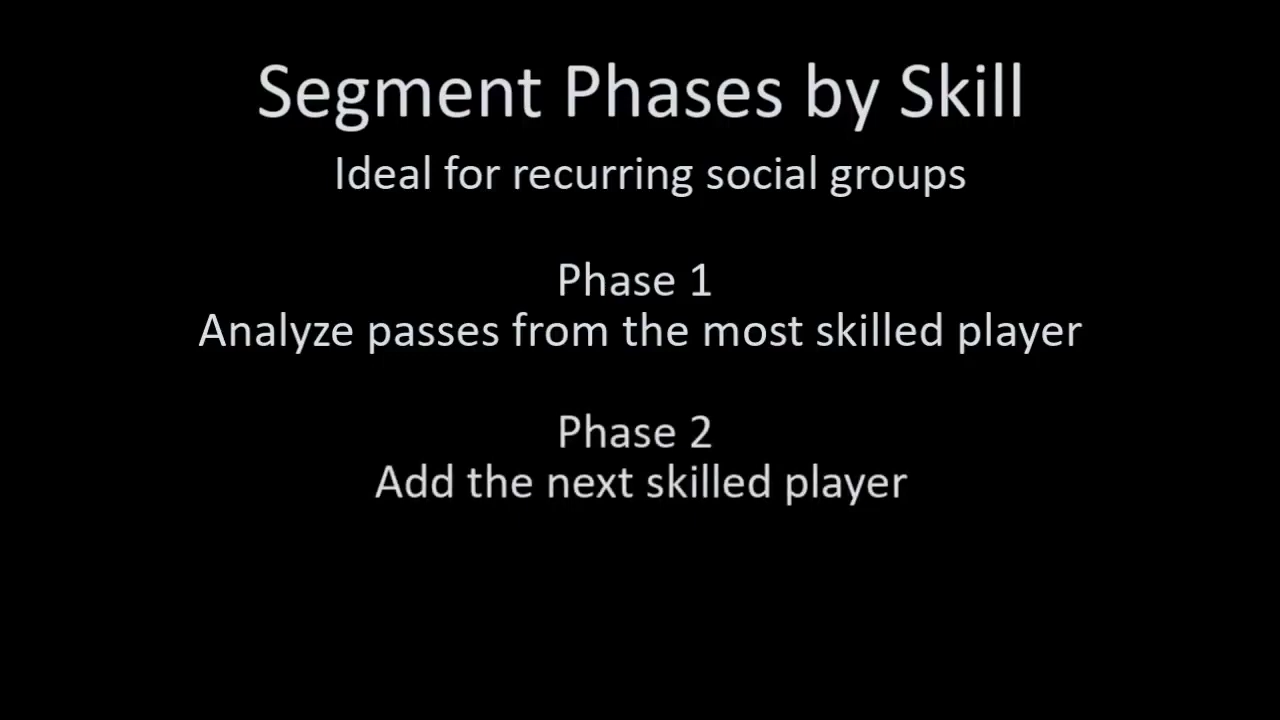 Segment Phases by Skill
Ideal for recurring social groups
Phase 1
Analyze passes from the most skilled player
Phase 2
Add the next skilled player